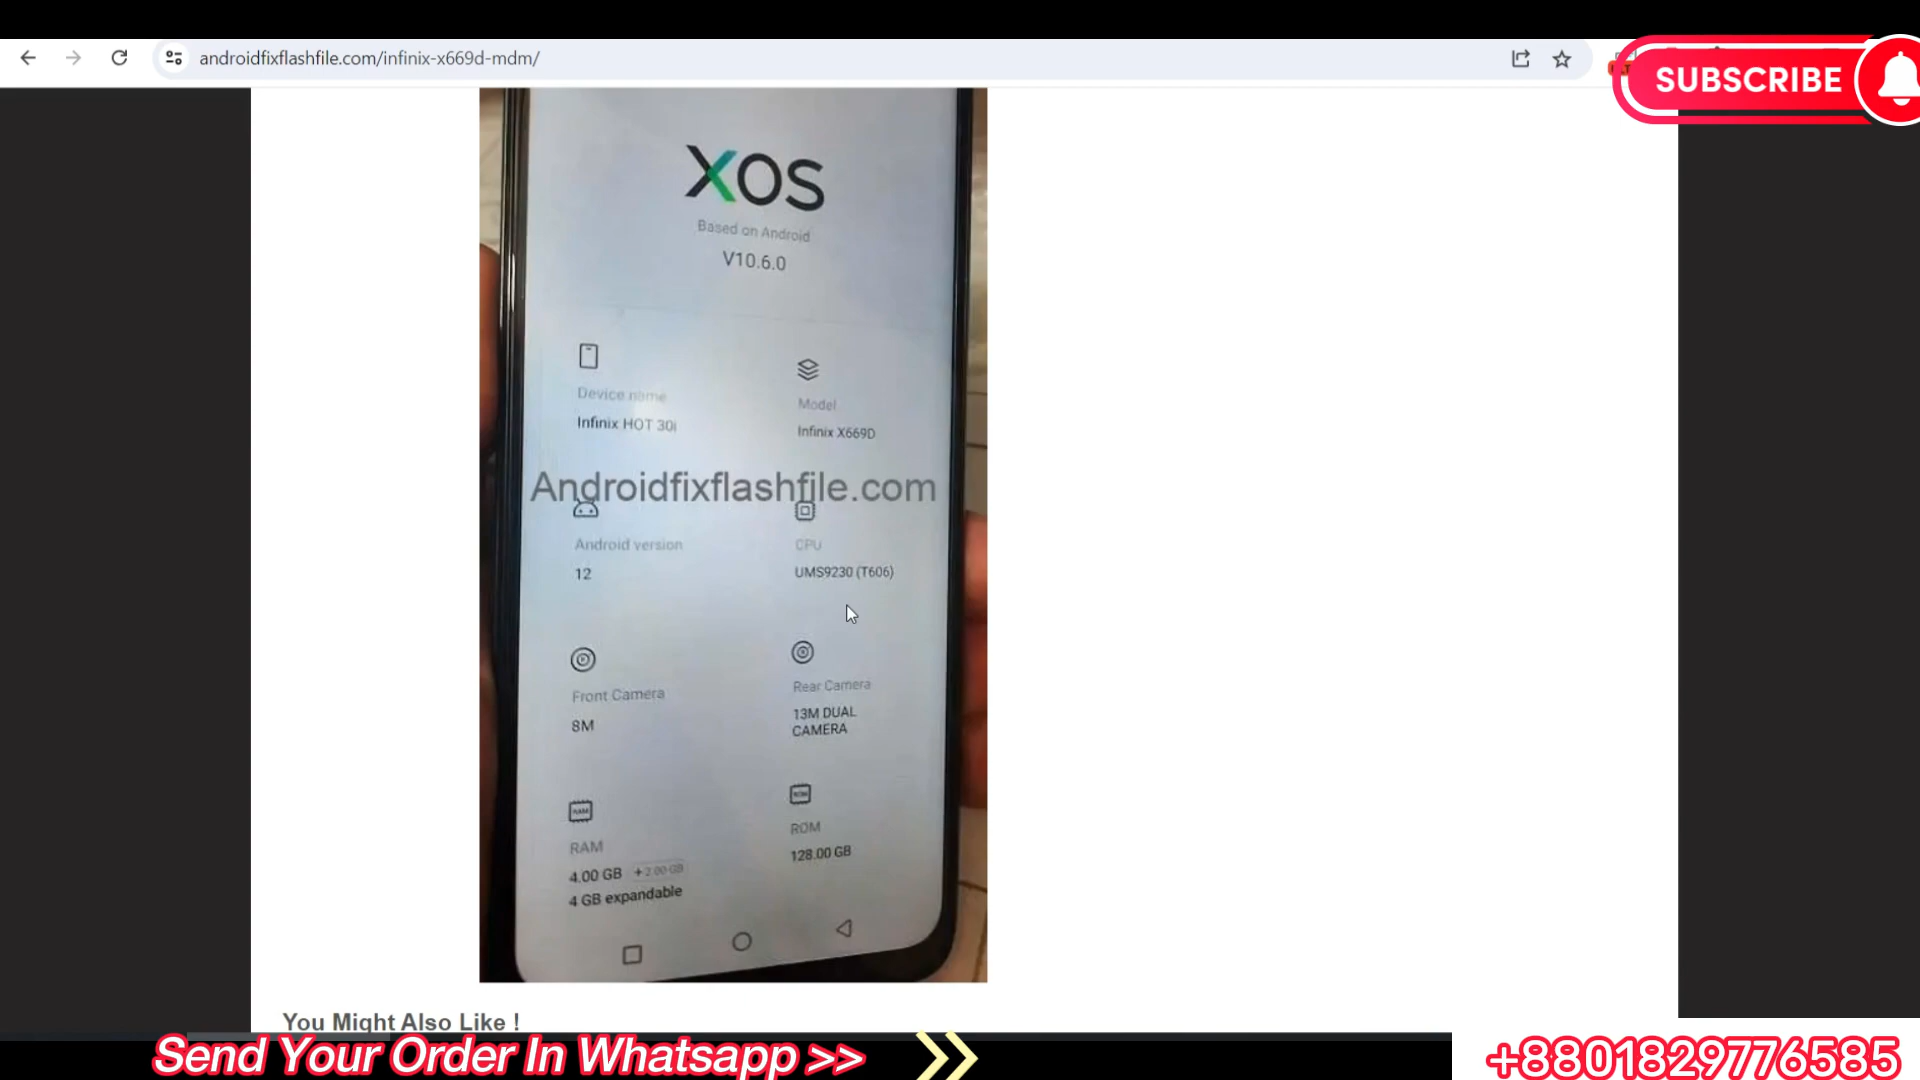 androidfixflashfile.com/infinix-x669d-mdm/
SUBSCRIBE
XOS
Based on Android
V10.6.0
Device name
Infinix HOT 30i
Model
Infinix X669D
Androidfixflashfile.com
Android version
12
CPU
UMS9230 (T606)
Front Camera
8M
Rear Camera
13M DUAL
CAMERA
RAM
4.00 GB +2.00 GB
4 GB expandable
ROM
128.00 GB
You Might Also Like !
Send Your Order In Whatsapp >>
+8801829776585